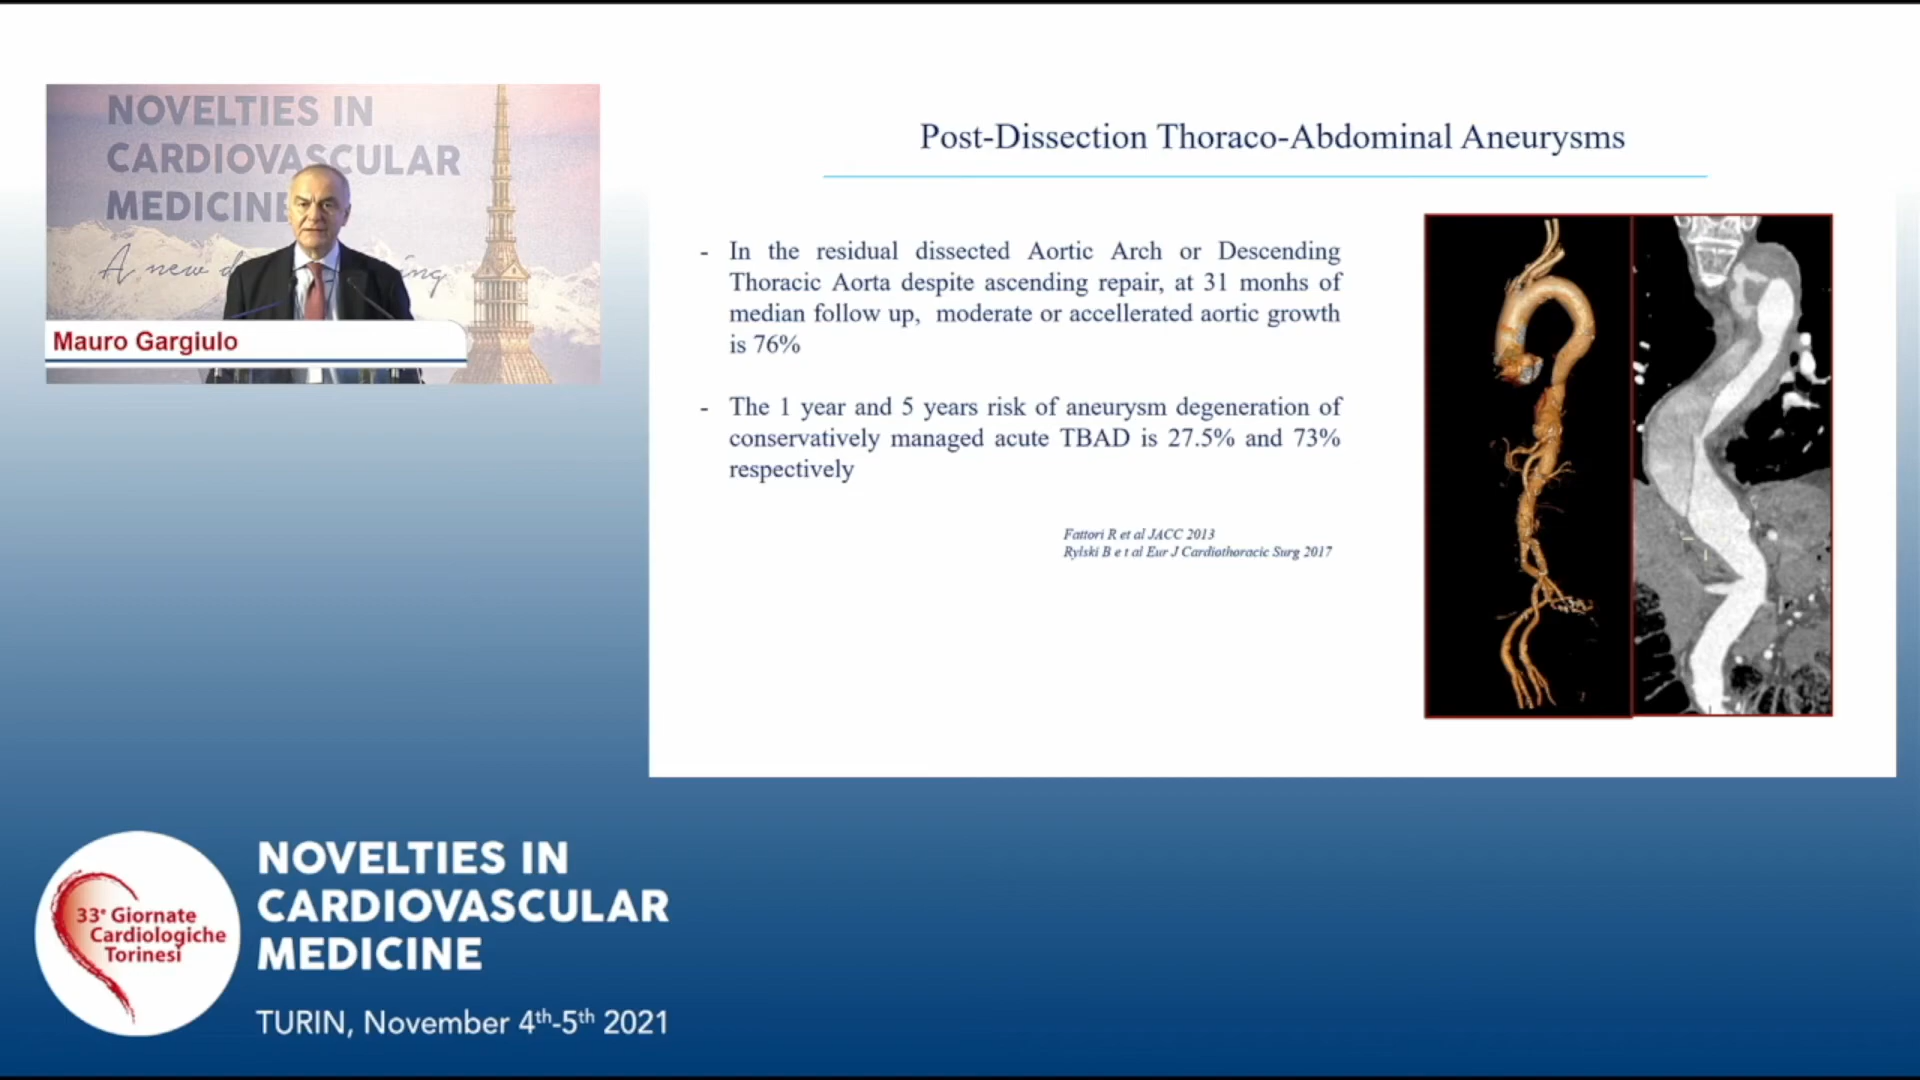 NOVELTIES IN
CARDIOVASCULAR
MEDICINE
A new d
ing
Mauro Gargiulo
Post-Dissection Thoraco-Abdominal Aneurysms
- In the residual dissected Aortic Arch or Descending
Thoracic Aorta despite ascending repair, at 31 monhs of
median follow up, moderate or accellerated aortic growth
is 76%
- The 1 year and 5 years risk of aneurysm degeneration of
conservatively managed acute TBAD is 27.5% and 73%
respectively
Fattori R et al JACC 2013
Rylski B e t al Eur J Cardiothoracic Surg 2017
33° Giornate
Cardiologiche
Torinesi
NOVELTIES IN
CARDIOVASCULAR
MEDICINE
TURIN, November 4th-5th 2021